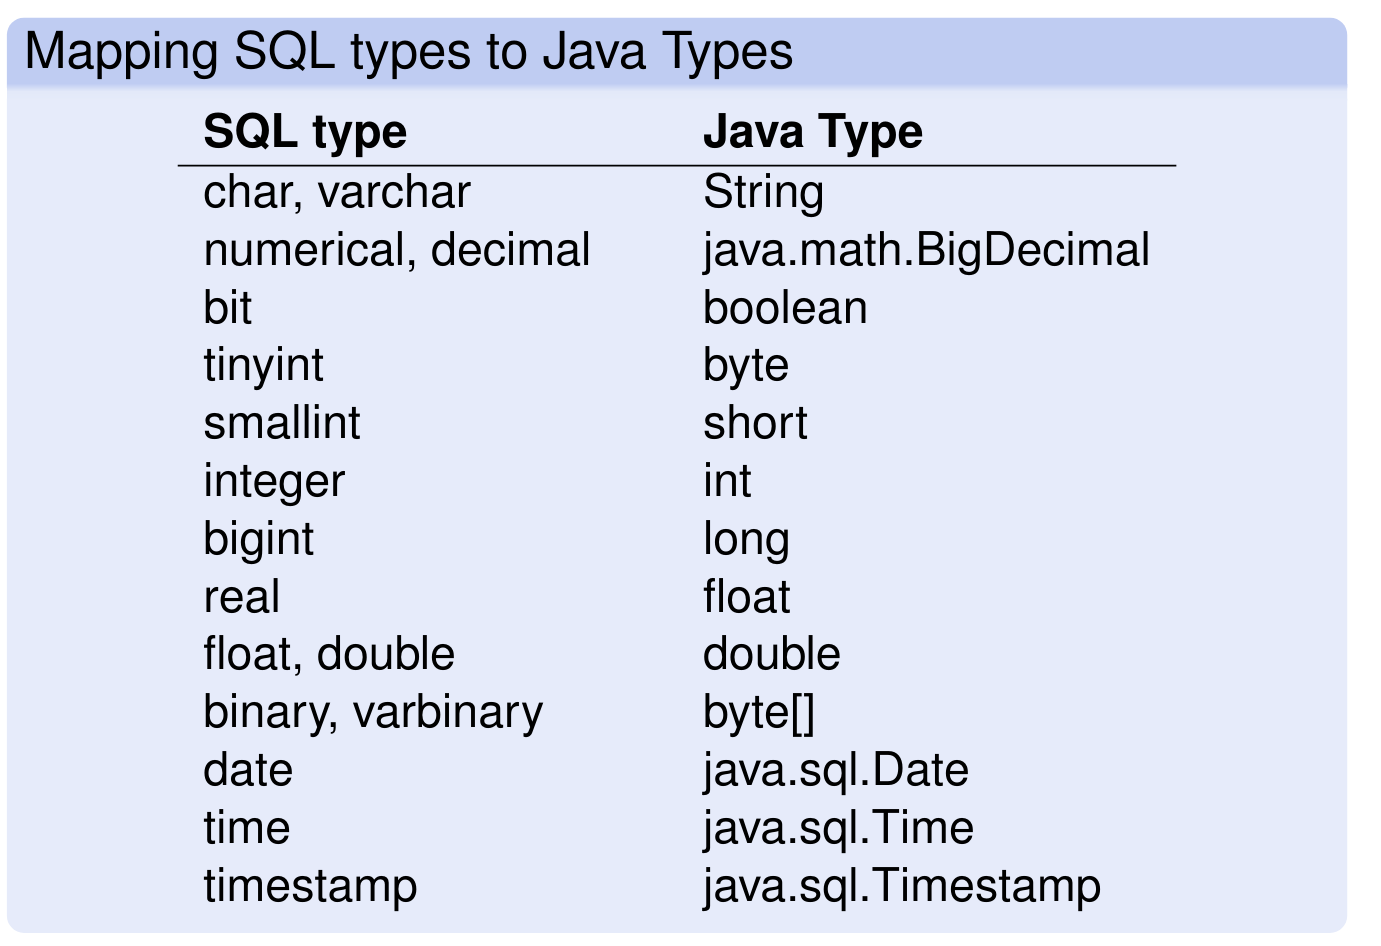 Mapping SQL types to Java Types
SQL type Java Type
char, varchar String
numerical, decimal java.math.BigDecimal
bit boolean
tinyint byte
smallint short
integer int
bigint long
real float
float, double double
binary, varbinary byte[]
date java.sql.Date
time java.sql.Time
timestamp java.sql.Timestamp